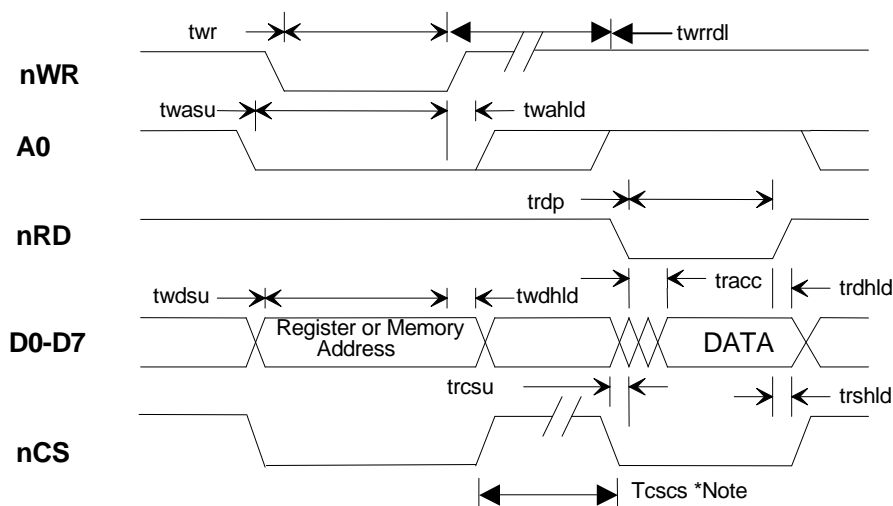 twr
twrrdl
nWR
twasu
twahld
A0
trdp
nRD
tracc
twdsu
twdhld
trdhld
D0-D7
Register or Memory
Address
DATA
trcsu
trshld
nCS
Tcscs *Note